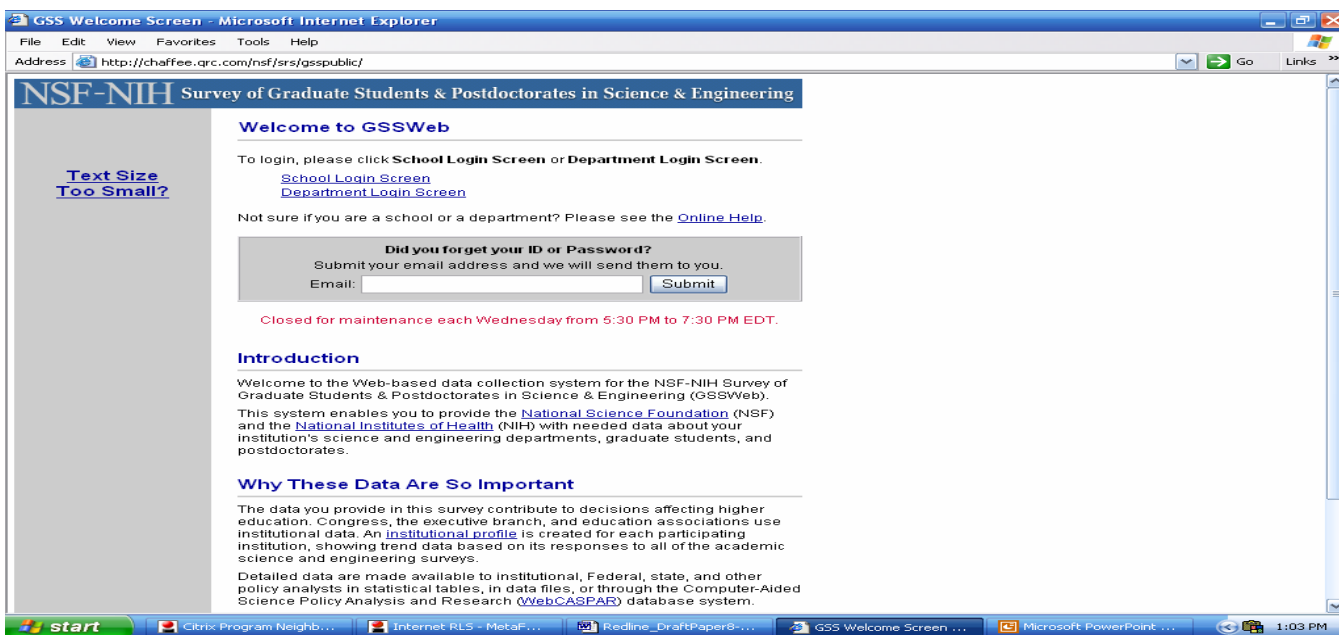 GSS Welcome Screen - Microsoft Internet Explorer
File Edit View Favorites Tools Help
Address http://chaffee.qrc.com/nsf/srs/gsspublic/ Go Links »
NSF-NIH Survey of Graduate Students & Postdoctorates in Science & Engineering
Text Size
Too Small?
Welcome to GSSWeb
To login, please click School Login Screen or Department Login Screen.
School Login Screen
Department Login Screen
Not sure if you are a school or a department? Please see the Online Help.
Did you forget your ID or Password?
Submit your email address and we will send them to you.
Email: Submit
Closed for maintenance each Wednesday from 5:30 PM to 7:30 PM EDT.
Introduction
Welcome to the Web-based data collection system for the NSF-NIH Survey of
Graduate Students & Postdoctorates in Science & Engineering (GSSWeb).
This system enables you to provide the National Science Foundation (NSF)
and the National Institutes of Health (NIH) with needed data about your
institution's science and engineering departments, graduate students, and
postdoctorates.
Why These Data Are So Important
The data you provide in this survey contribute to decisions affecting higher
education. Congress, the executive branch, and education associations use
institutional data. An institutional profile is created for each participating
institution, showing trend data based on its responses to all of the academic
science and engineering surveys.
Detailed data are made available to institutional, Federal, state, and other
policy analysts in statistical tables, in data files, or through the Computer-Aided
Science Policy Analysis and Research (WebCASPAR) database system.
start Citrix Program Neighb... Internet RLS - MetaF... Redline_DraftPaper8-... GSS Welcome Screen ... Microsoft PowerPoint ... 1:03 PM